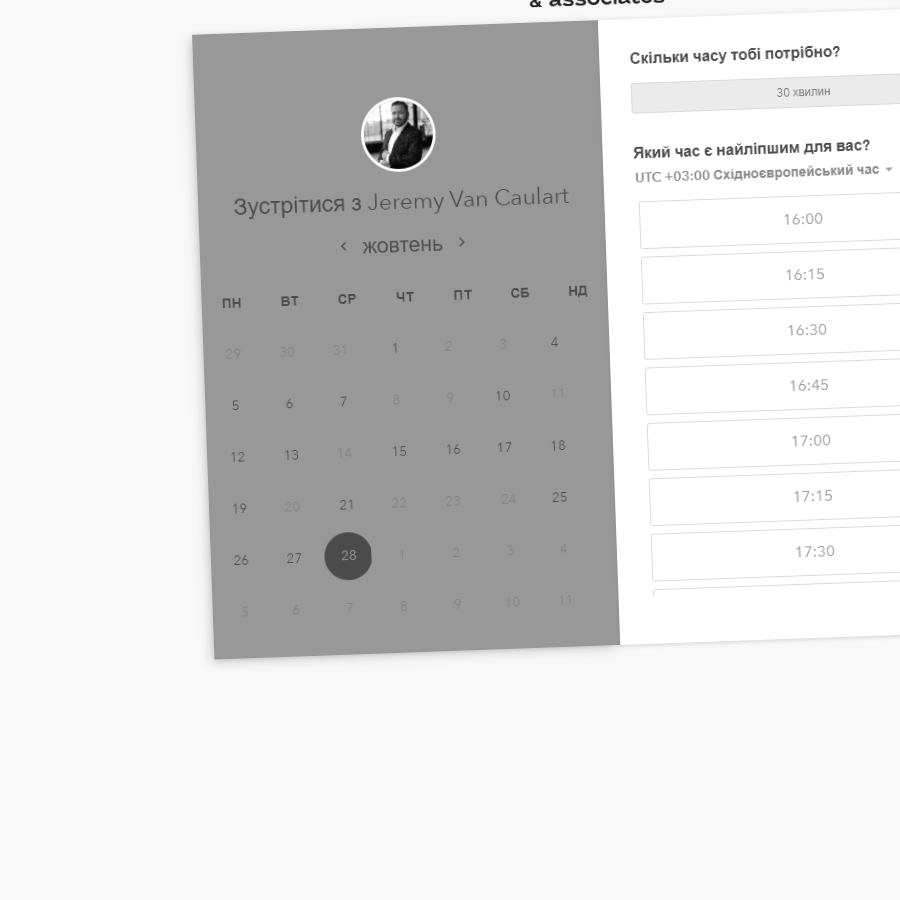 & associates
Зустрітися з Jeremy Van Caulart
жовтень
ПН ВТ СР ЧТ ПТ СБ НД
29 30 31 1 2 3 4
5 6 7 8 9 10 11
12 13 14 15 16 17 18
19 20 21 22 23 24 25
26 27 28 1 2 3 4
5 6 7 8 9 10 11
Скільки часу тобі потрібно?
30 хвилин
Який час є найліпшим для вас?
UTC +03:00 Східноєвропейський час
16:00
16:15
16:30
16:45
17:00
17:15
17:30